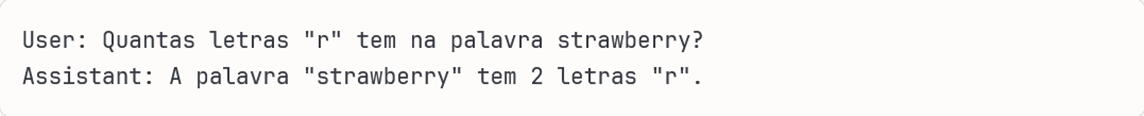 User: Quantas letras "r" tem na palavra strawberry?
Assistant: A palavra "strawberry" tem 2 letras "r".